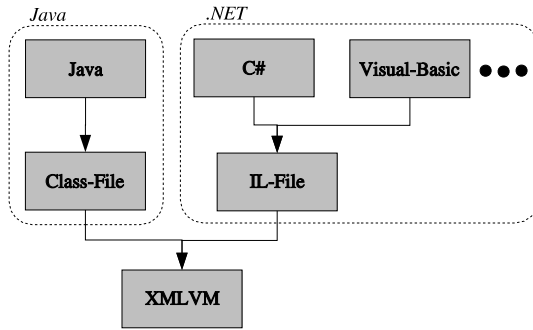 Java
.NET
Java
C#
Visual-Basic
Class-File
IL-File
XMLVM